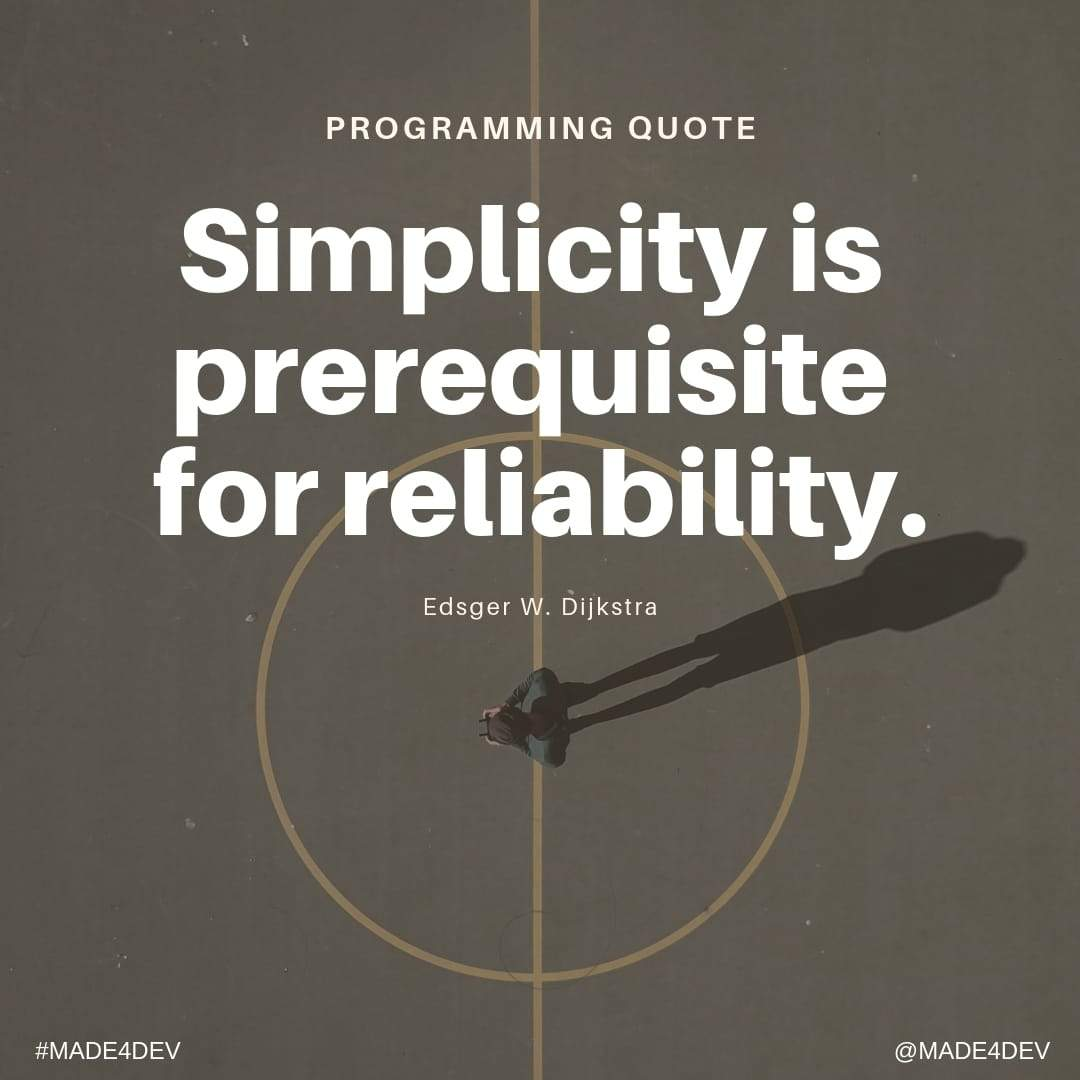 PROGRAMMING QUOTE
Simplicity is
prerequisite
for reliability.
Edsger W. Dijkstra
#MADE4DEV
@MADE4DEV